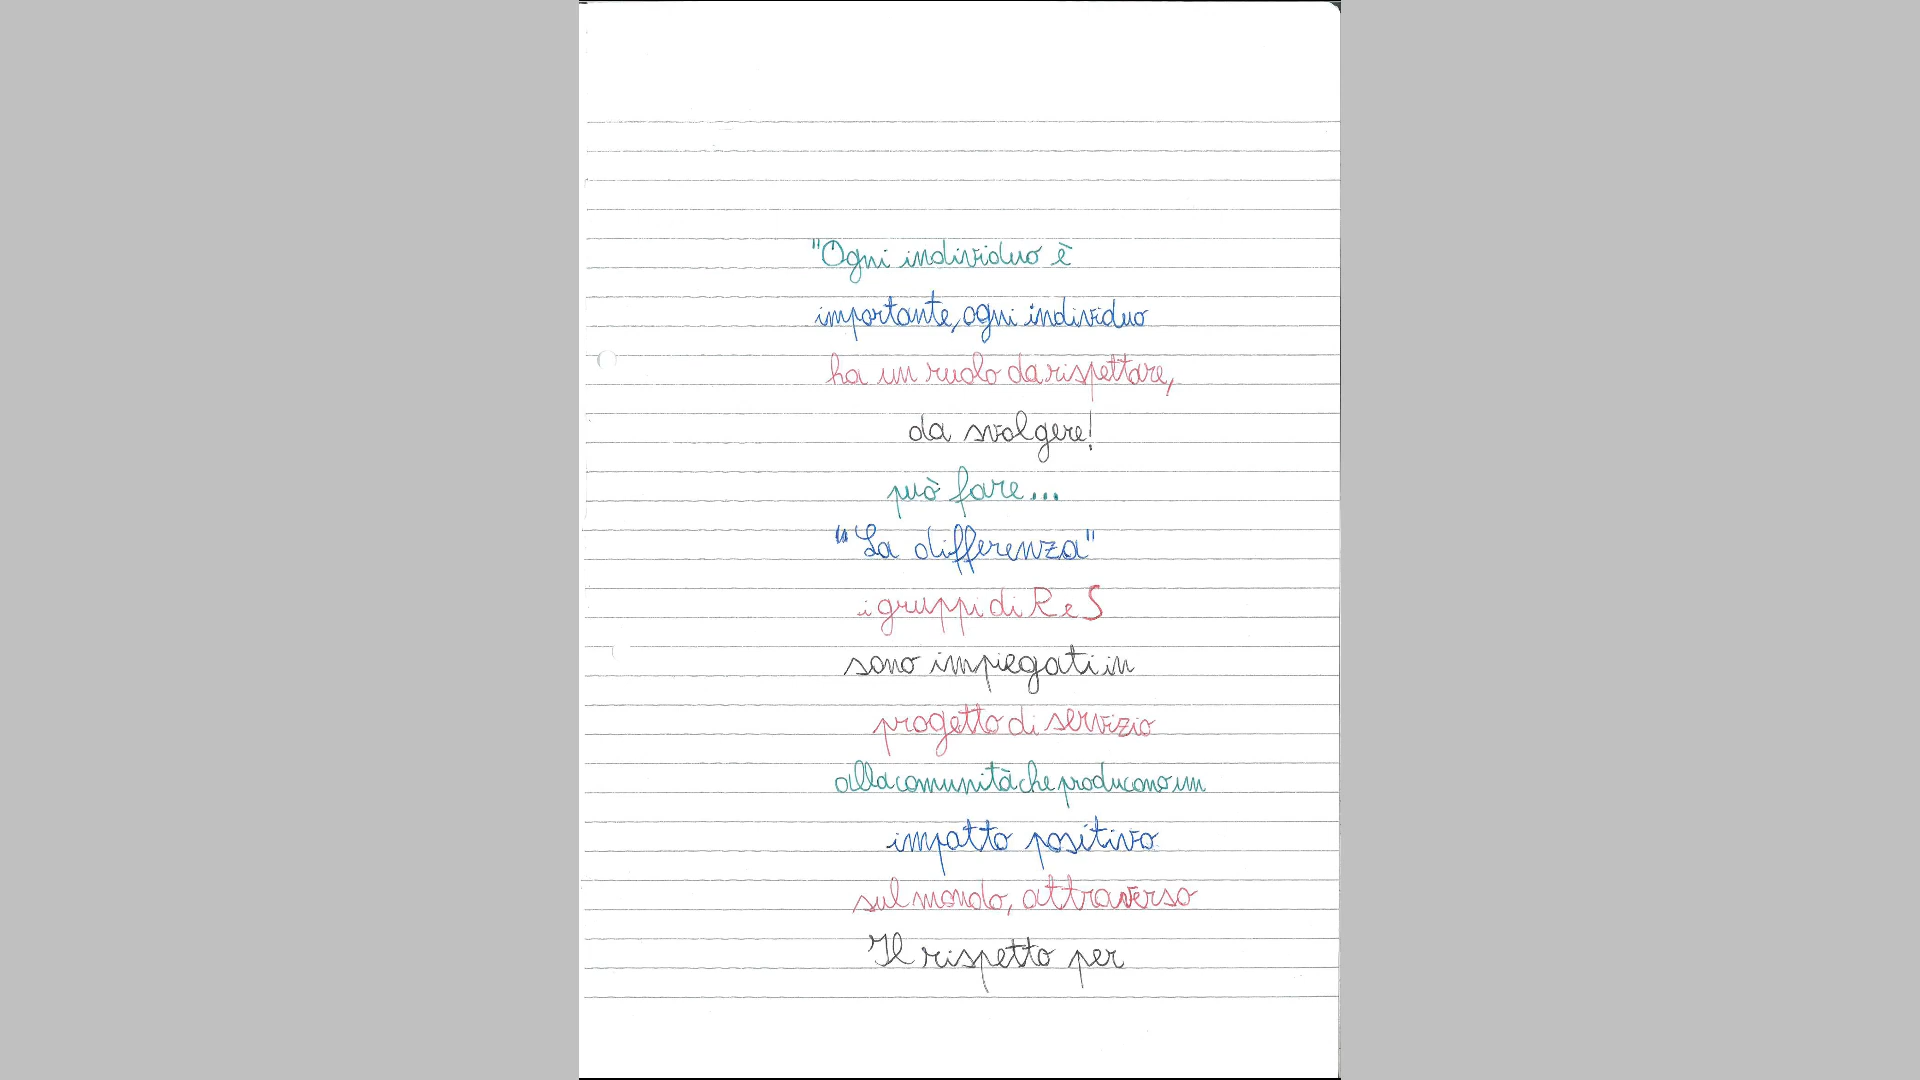 "Ogni individuo è
importante, ogni individuo
ha un ruolo da rispettare,
da svolgere!
può fare...
"La differenza"
i gruppi di R e S
sono impiegati in
progetto di servizio
alla comunità che producono un
impatto positivo
sul mondo, attraverso
Il rispetto per